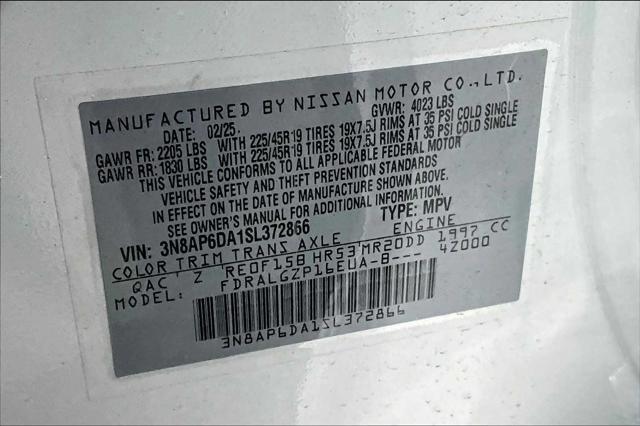 MANUFACTURED BY NISSAN MOTOR CO.,LTD.
DATE: 02/25. GVWR: 4023 LBS
GAWR FR: 2205 LBS WITH 225/45R19 TIRES 19X7.5J RIMS AT 35 PSI COLD SINGLE
GAWR RR: 1830 LBS WITH 225/45R19 TIRES 19X7.5J RIMS AT 35 PSI COLD SINGLE
THIS VEHICLE CONFORMS TO ALL APPLICABLE FEDERAL MOTOR
VEHICLE SAFETY AND THEFT PREVENTION STANDARDS
IN EFFECT ON THE DATE OF MANUFACTURE SHOWN ABOVE.
SEE OWNER'S MANUAL FOR ADDITIONAL INFORMATION.
VIN: 3N8AP6DA1SL372866 TYPE: MPV
COLOR TRIM TRANS AXLE ENGINE
QAC' Z 'RE0F15B HR53'MR20DD 1997 CC
MODEL: FDRALGZP16EUA-B--- 4Z000
3N8AP6DA1SL372866